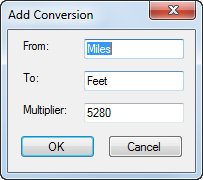 Add Conversion
From: Miles
To: Feet
Multiplier: 5280
OK Cancel